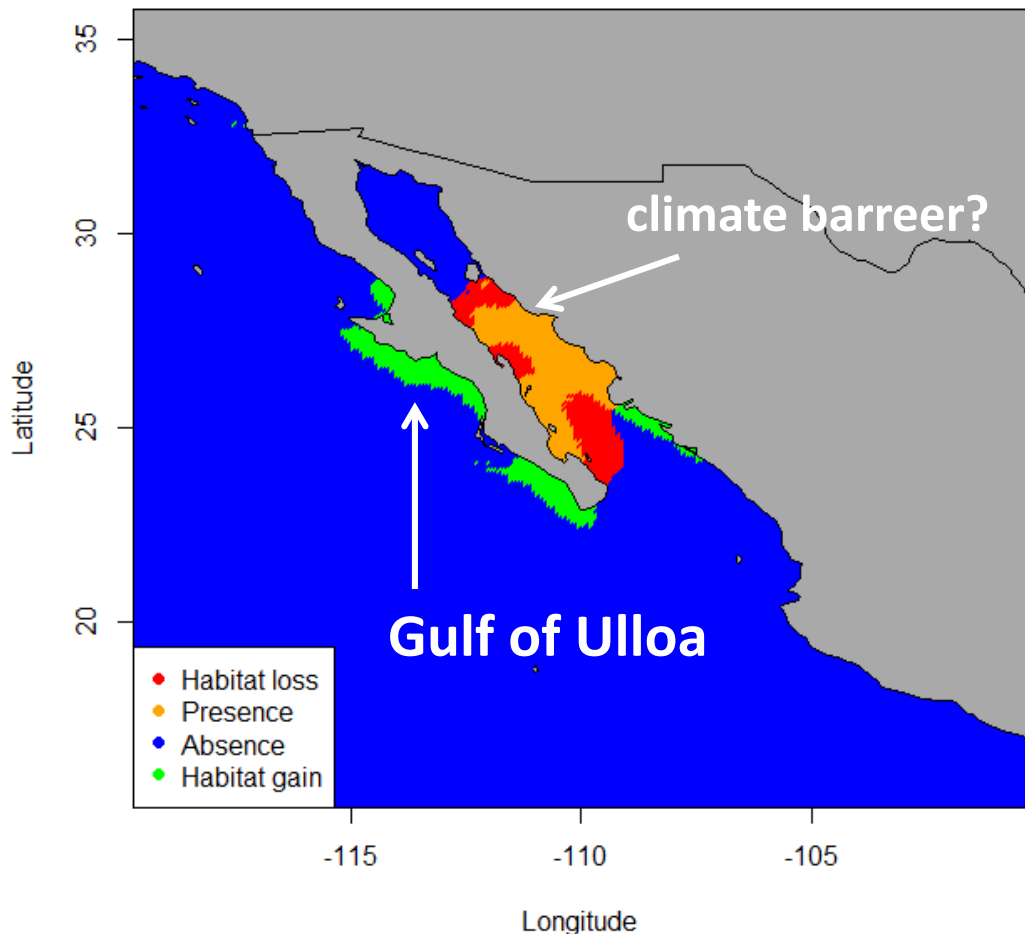 35
30
25
20
Latitude
climate barreer?
Gulf of Ulloa
Habitat loss
Presence
Absence
Habitat gain
-115 -110 -105
Longitude